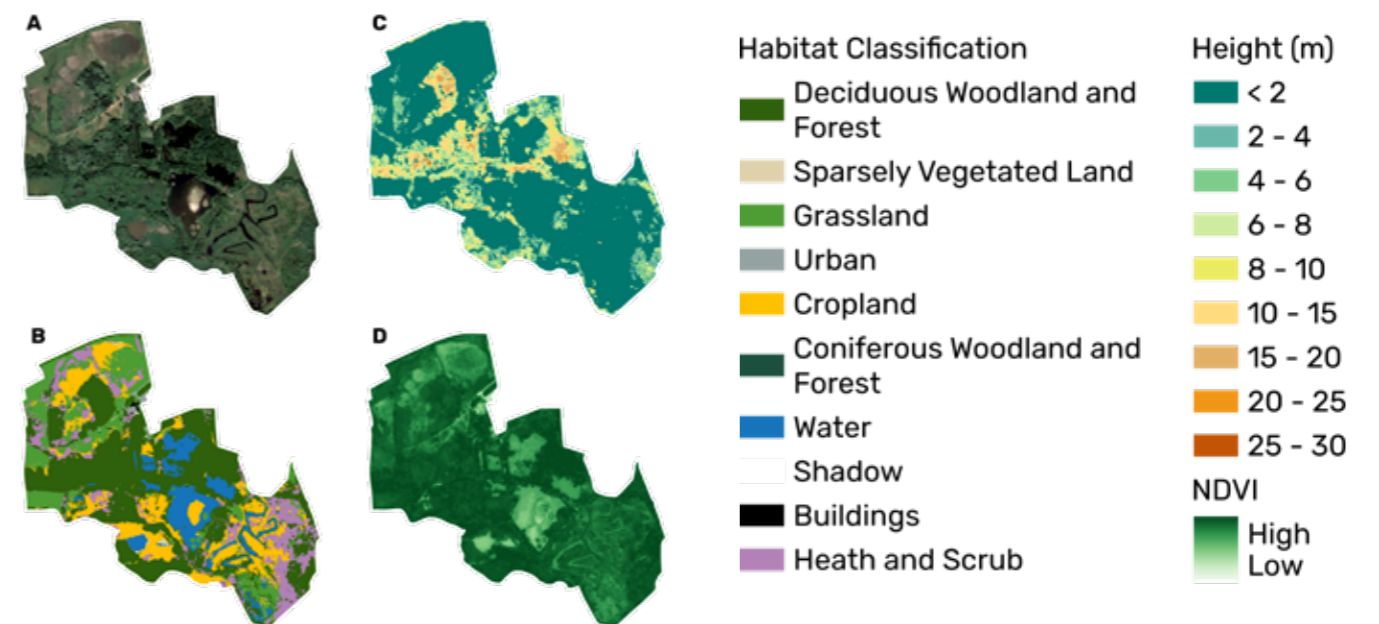 A
C
B
D
Habitat Classification
Deciduous Woodland and
Forest
Sparsely Vegetated Land
Grassland
Urban
Cropland
Coniferous Woodland and
Forest
Water
Shadow
Buildings
Heath and Scrub
Height (m)
< 2
2 - 4
4 - 6
6 - 8
8 - 10
10 - 15
15 - 20
20 - 25
25 - 30
NDVI
High
Low